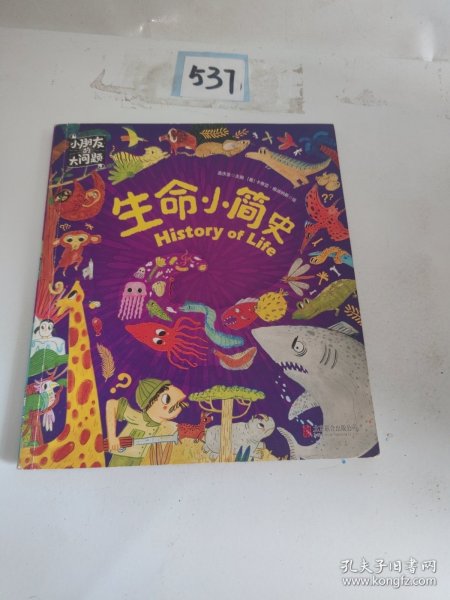 537
小朋友
的
大问题
生命小简史
History of Life
??
?
孔夫子旧书网
www.kongfz.com